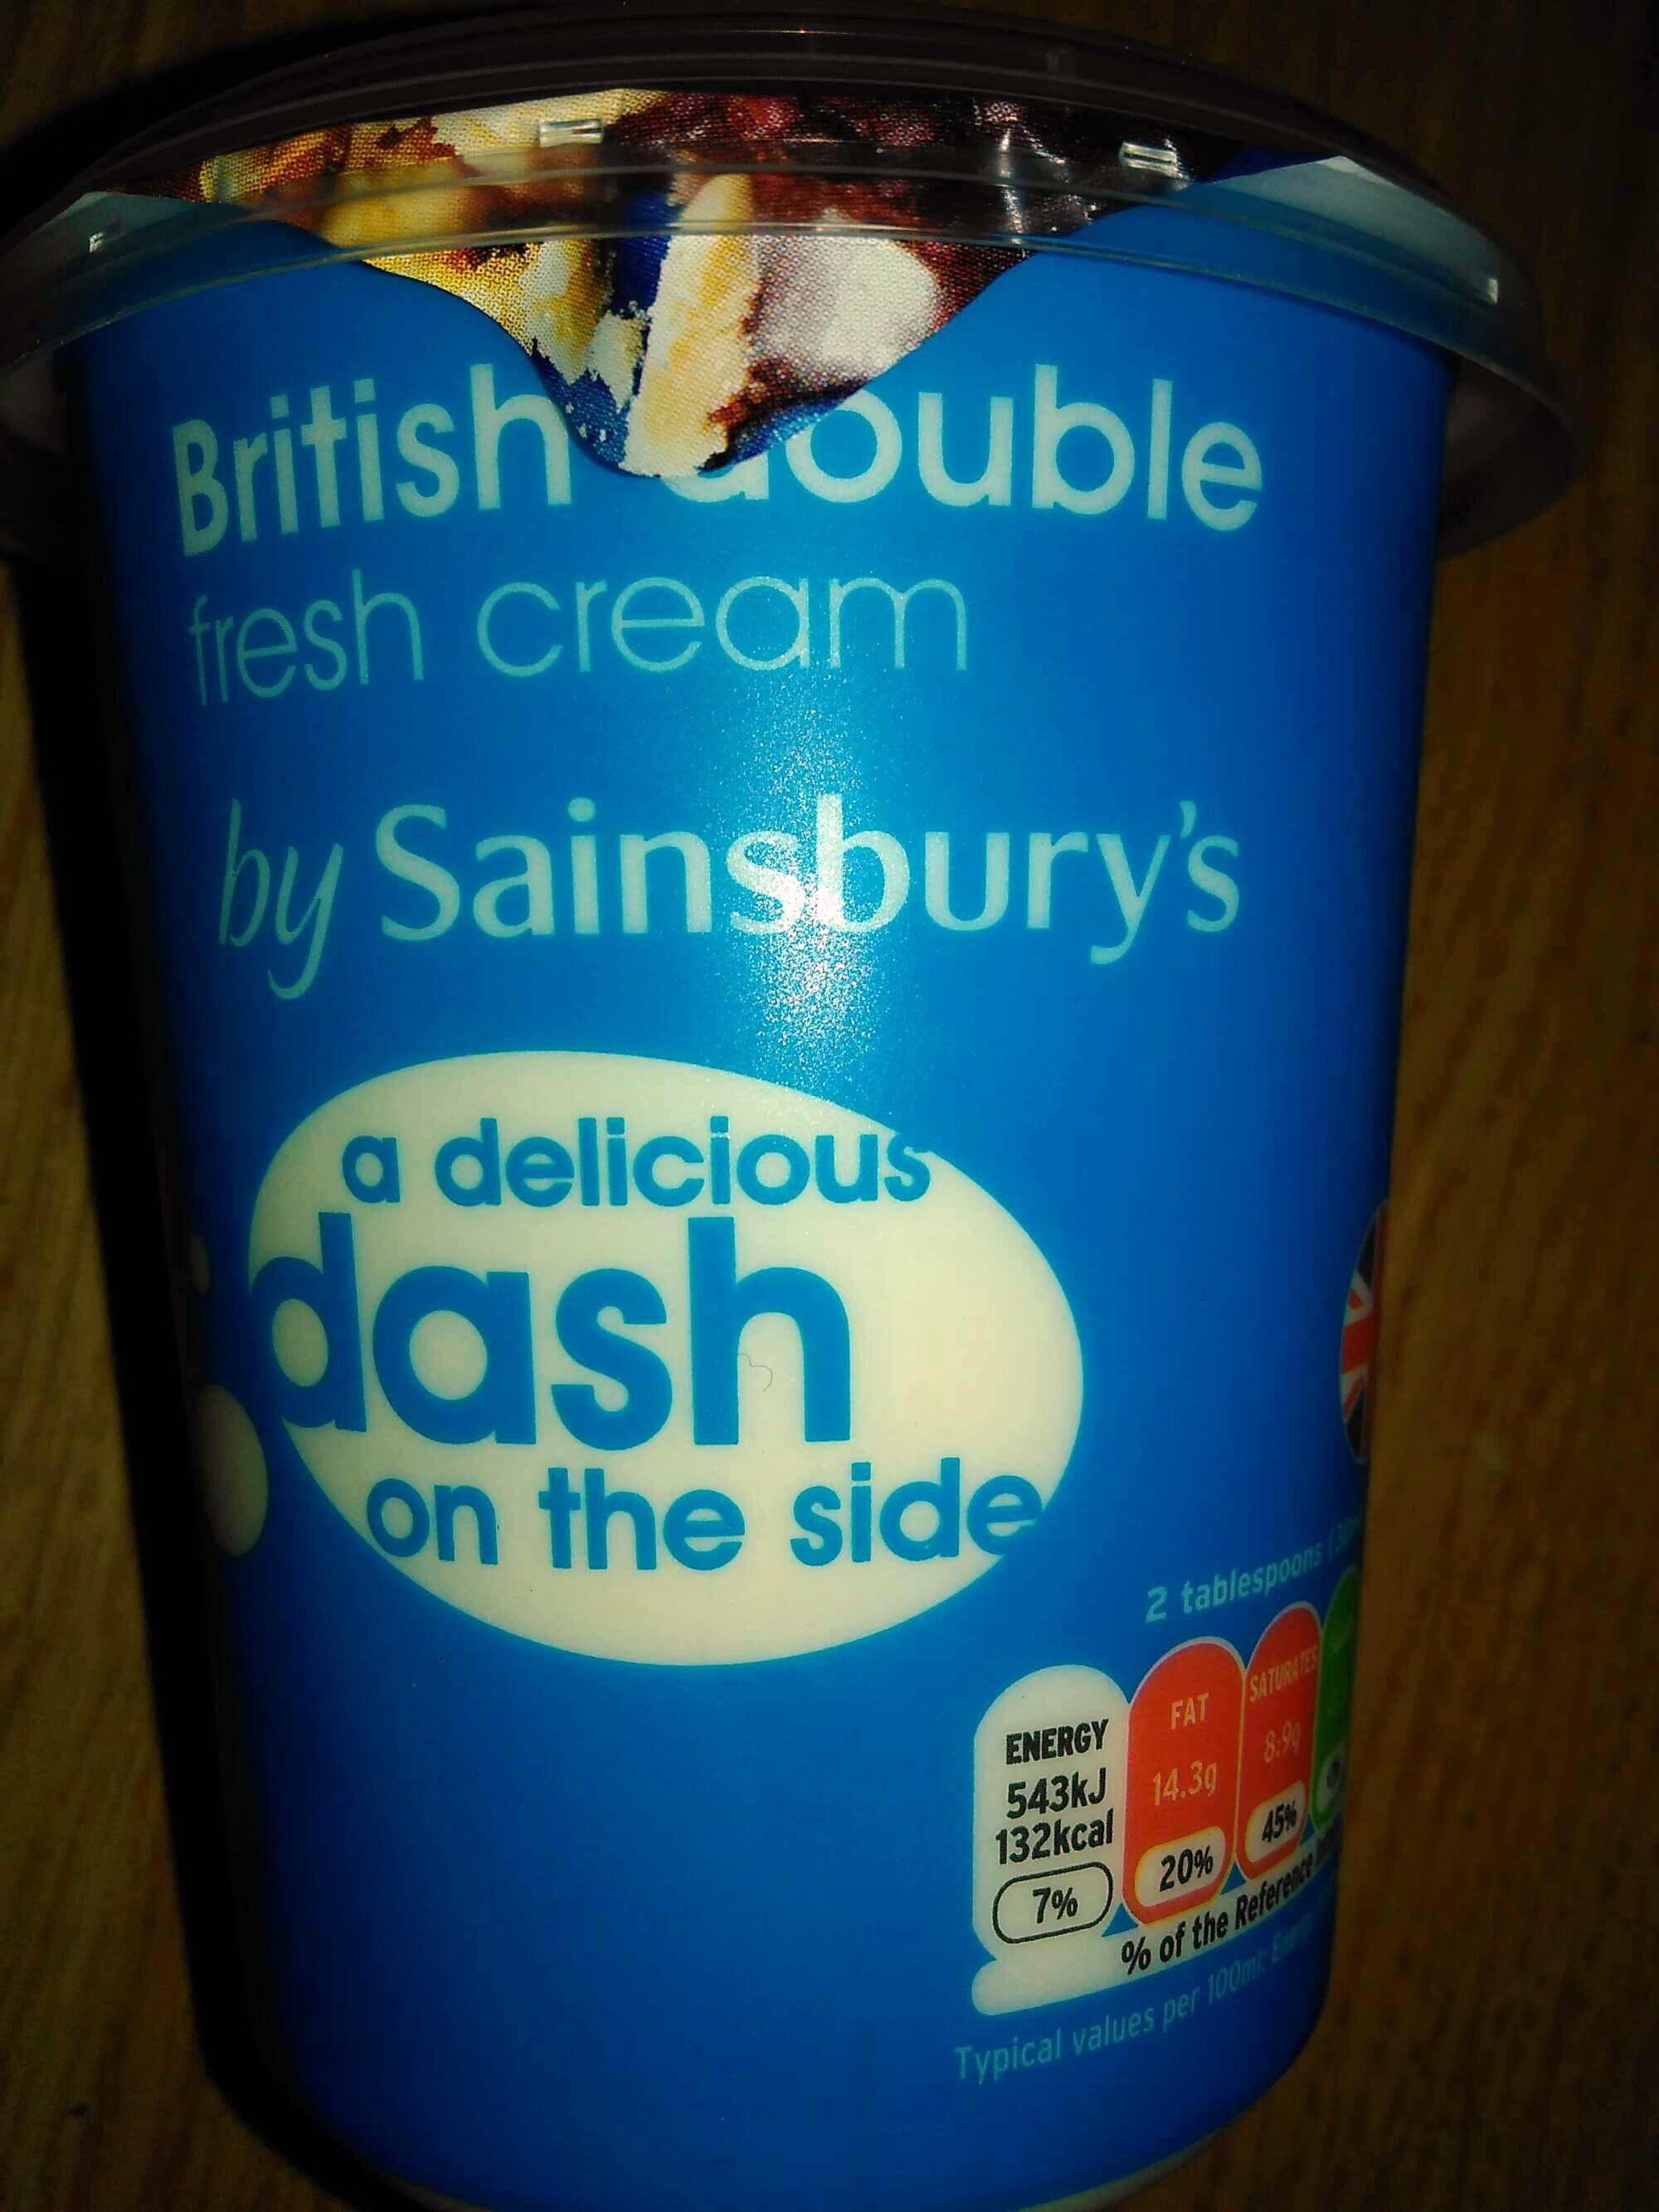 British double
fresh cream
by Sainsbury's
a delicious
dash
on the side
2 tablespoons
ENERGY
543kJ
132kcal
7%
FAT
14.3g
20%
SATURATES
8.9g
45%
% of the Reference
Typical values per 100ml: